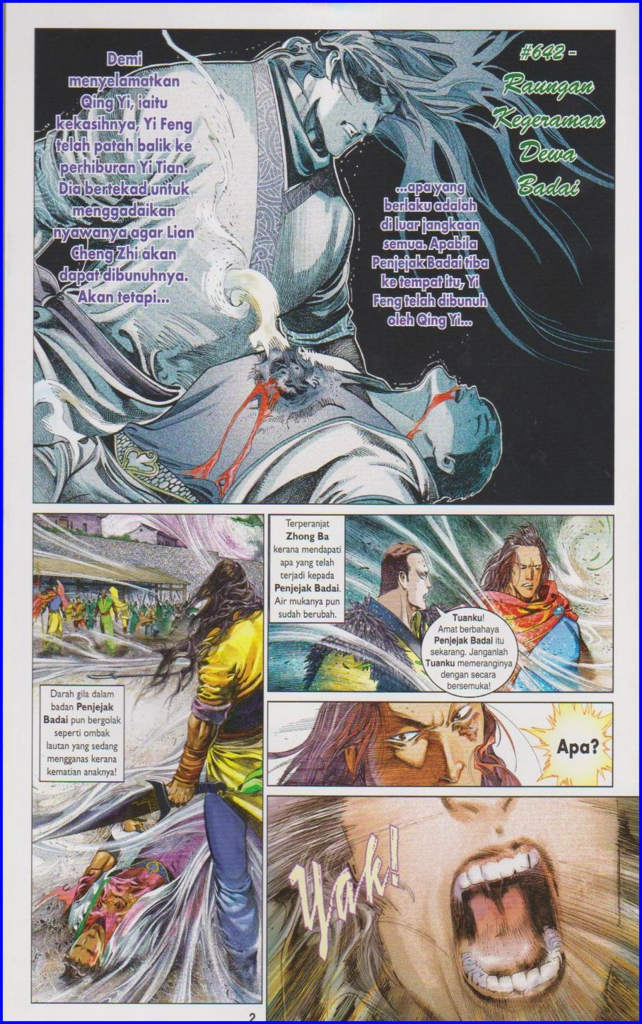 Demi
menyelamatkan
Qing Yi, iaitu
kekasihnya, Yi Feng
telah patah balik ke
perhiburan Yi Tian.
Dia bertekad untuk
menggadaikan
nyawanya agar Lian
Cheng Zhi akan
dapat dibunuhnya.
Akan tetapi...
#642 -
Raungan
Kegeraman
Dewa
Badai
...apa yang
berlaku adalah
di luar jangkaan
semua. Apabila
Penjejak Badai tiba
ke tempat itu, Yi
Feng telah dibunuh
oleh Qing Yi...
Darah gila dalam
badan Penjejak
Badai pun bergolak
seperti ombak
lautan yang sedang
mengganas kerana
kematian anaknya!
Terperanjat
Zhong Ba
kerana mendapati
apa yang telah
terjadi kepada
Penjejak Badai.
Air mukanya pun
sudah berubah.
Tuanku!
Amat berbahaya
Penjejak Badai itu
sekarang. Janganlah
Tuanku memeranginya
dengan secara
bersemuka!
Apa?
Yak!
2